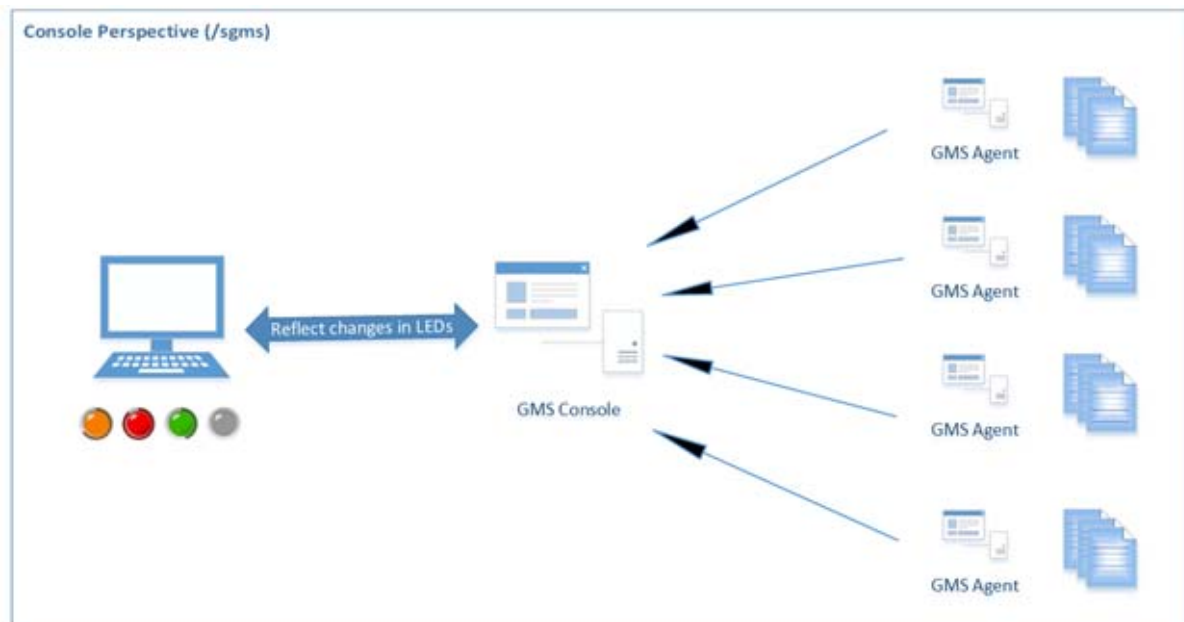 Console Perspective (/sgms)
GMS Agent
GMS Agent
Reflect changes in LEDs
GMS Console
GMS Agent
GMS Agent